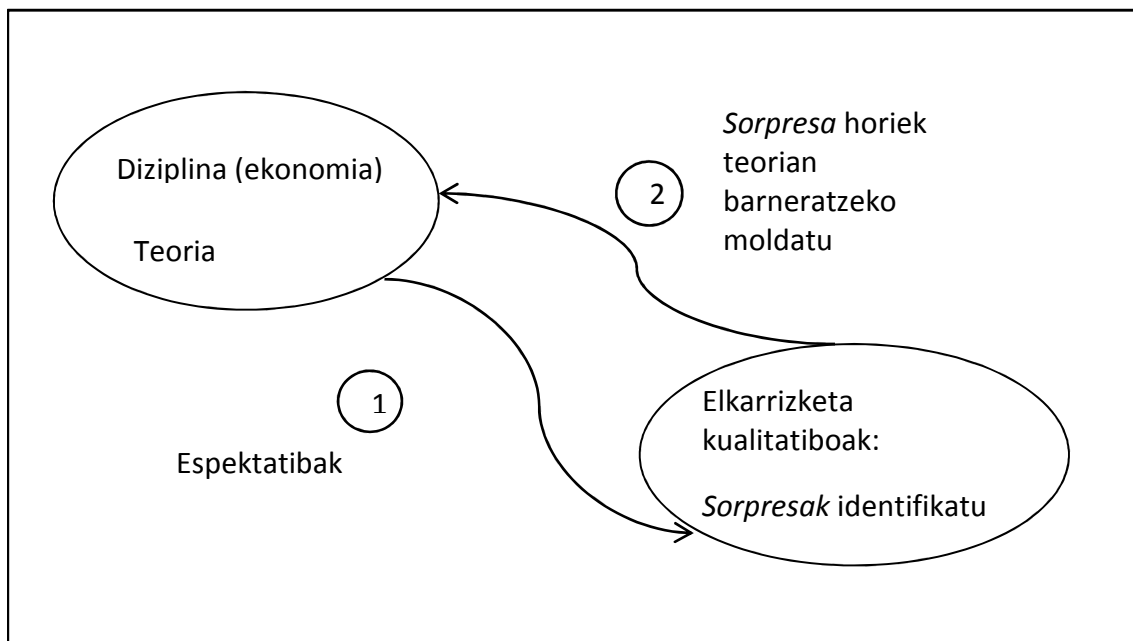 Diziplina (ekonomia)
Teoria
1
Espektatibak
2
Sorpresa horiek
teorian
barneratzeko
moldatu
Elkarrizketa
kualitatiboak:
Sorpresak identifikatu